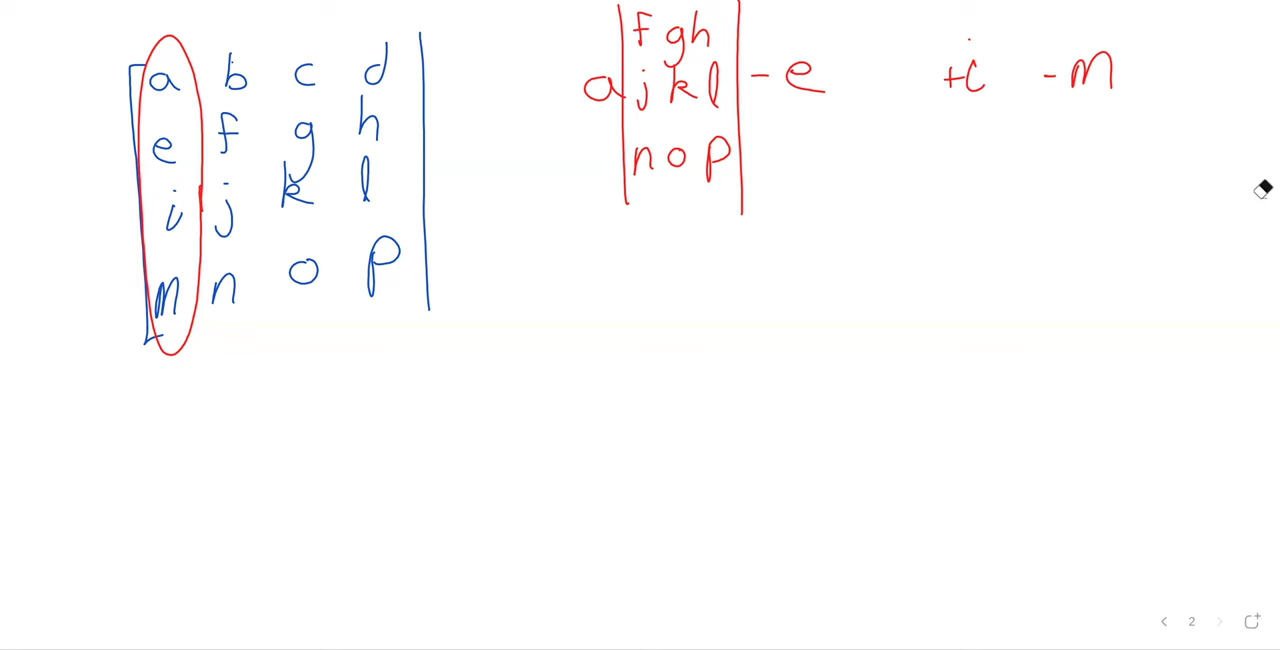 a b c d
e f g h
i j k l
m n o p
f g h
a j k l - e +i - m
n o p
2